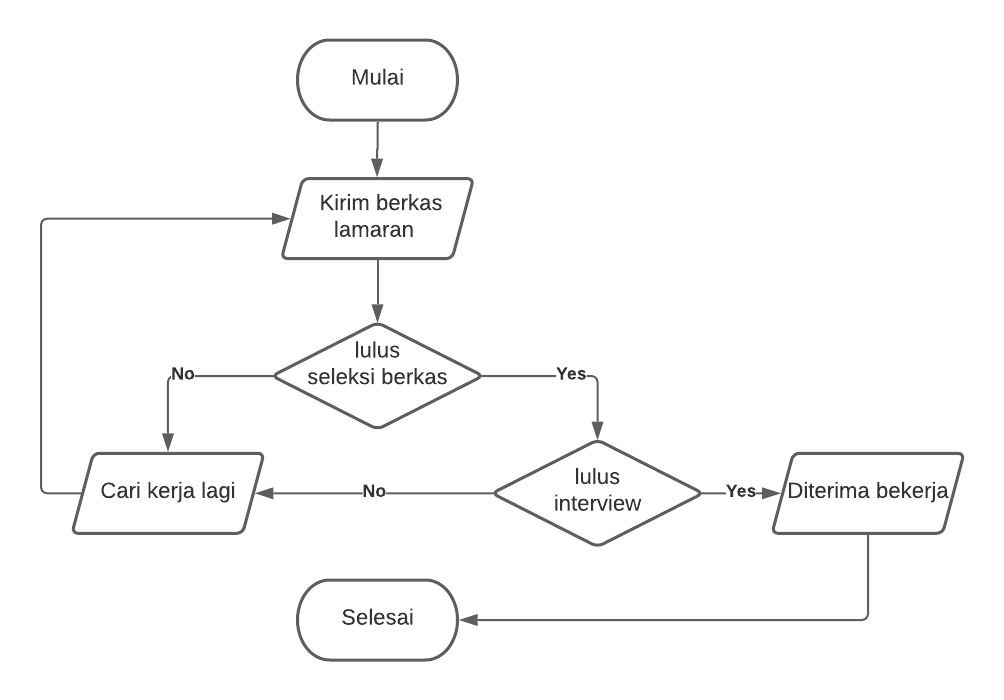 Mulai
Kirim berkas
lamaran
lulus
seleksi berkas
No
Yes
Cari kerja lagi
No
lulus
interview
Yes
Diterima bekerja
Selesai